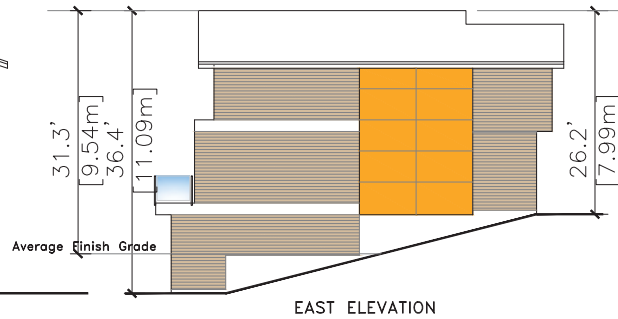 31.3'
[9.54m]
36.4'
[11.09m]
26.2'
[7.99m]
Average Finish Grade
EAST ELEVATION